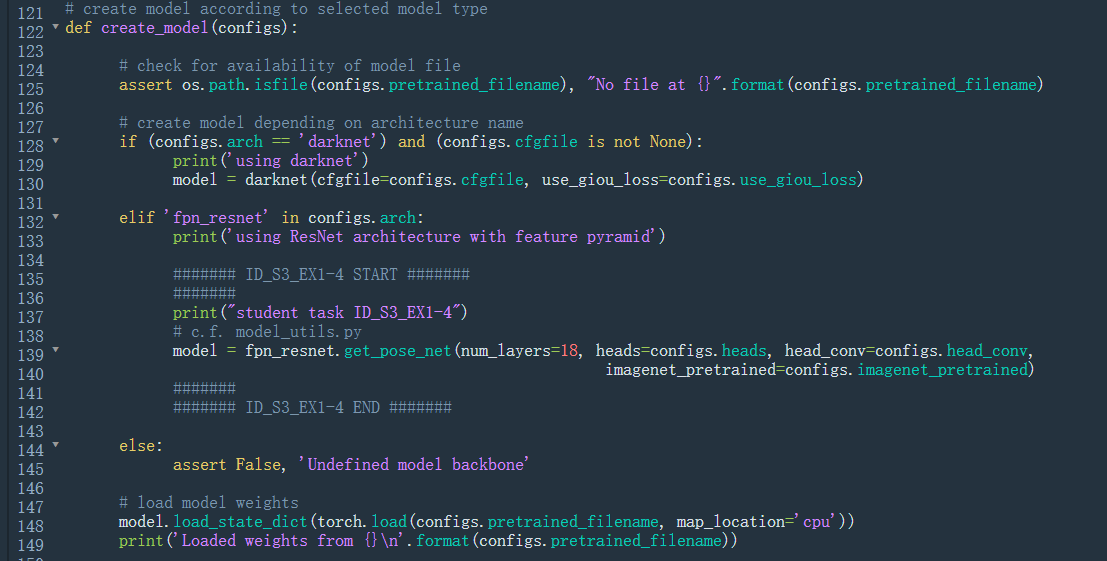 121 # create model according to selected model type
122 def create_model(configs):
123
124 # check for availability of model file
125 assert os.path.isfile(configs.pretrained_filename), "No file at {}".format(configs.pretrained_filename)
126
127 # create model depending on architecture name
128 if (configs.arch == 'darknet') and (configs.cfgfile is not None):
129 print('using darknet')
130 model = darknet(cfgfile=configs.cfgfile, use_giou_loss=configs.use_giou_loss)
131
132 elif 'fpn_resnet' in configs.arch:
133 print('using ResNet architecture with feature pyramid')
134
135 ####### ID_S3_EX1-4 START #######
136 #######
137 print("student task ID_S3_EX1-4")
138 # c.f. model_utils.py
139 model = fpn_resnet.get_pose_net(num_layers=18, heads=configs.heads, head_conv=configs.head_conv,
140 imagenet_pretrained=configs.imagenet_pretrained)
141 #######
142 ####### ID_S3_EX1-4 END #######
143
144 else:
145 assert False, 'Undefined model backbone'
146
147 # load model weights
148 model.load_state_dict(torch.load(configs.pretrained_filename, map_location='cpu'))
149 print('Loaded weights from {}\n'.format(configs.pretrained_filename))